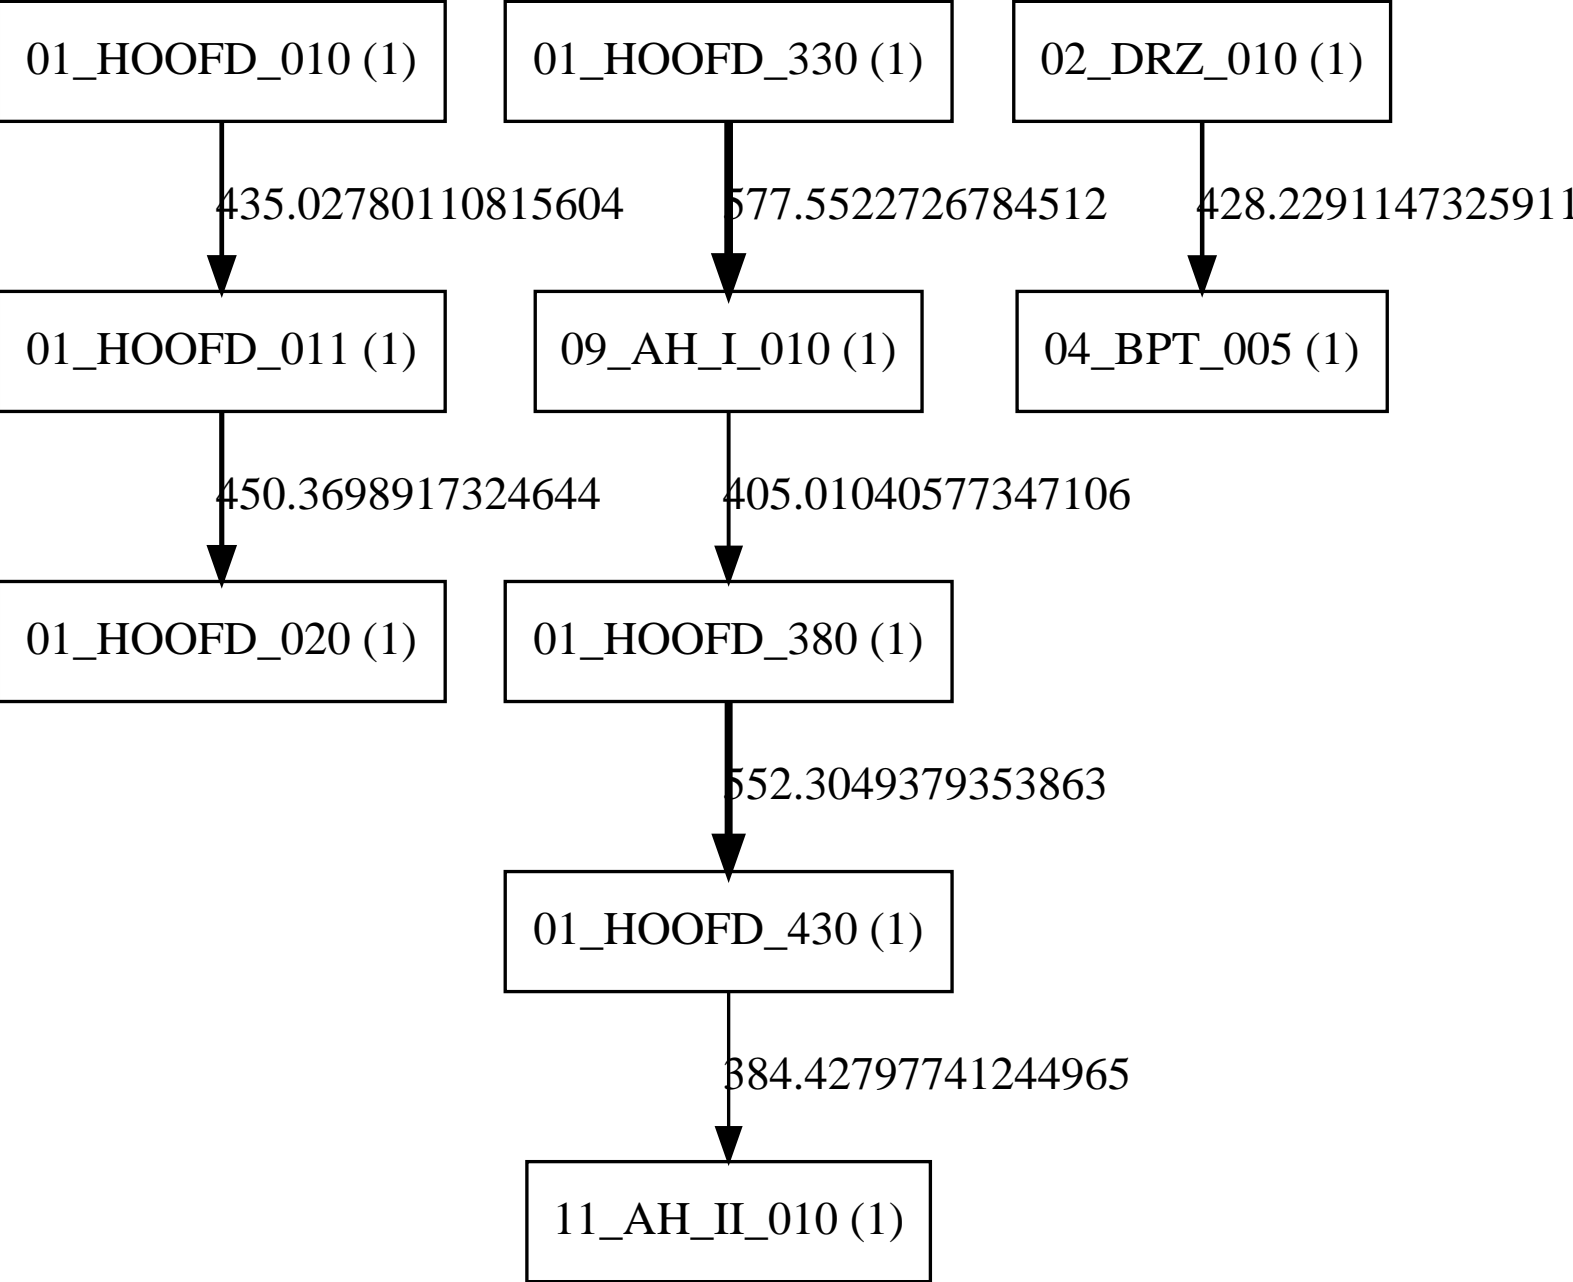 01_HOOFD_010 (1)
01_HOOFD_330 (1)
02_DRZ_010 (1)
435.02780110815604
577.5522726784512
428.2291147325911
01_HOOFD_011 (1)
09_AH_I_010 (1)
04_BPT_005 (1)
450.3698917324644
405.01040577347106
01_HOOFD_020 (1)
01_HOOFD_380 (1)
552.3049379353863
01_HOOFD_430 (1)
384.42797741244965
11_AH_II_010 (1)